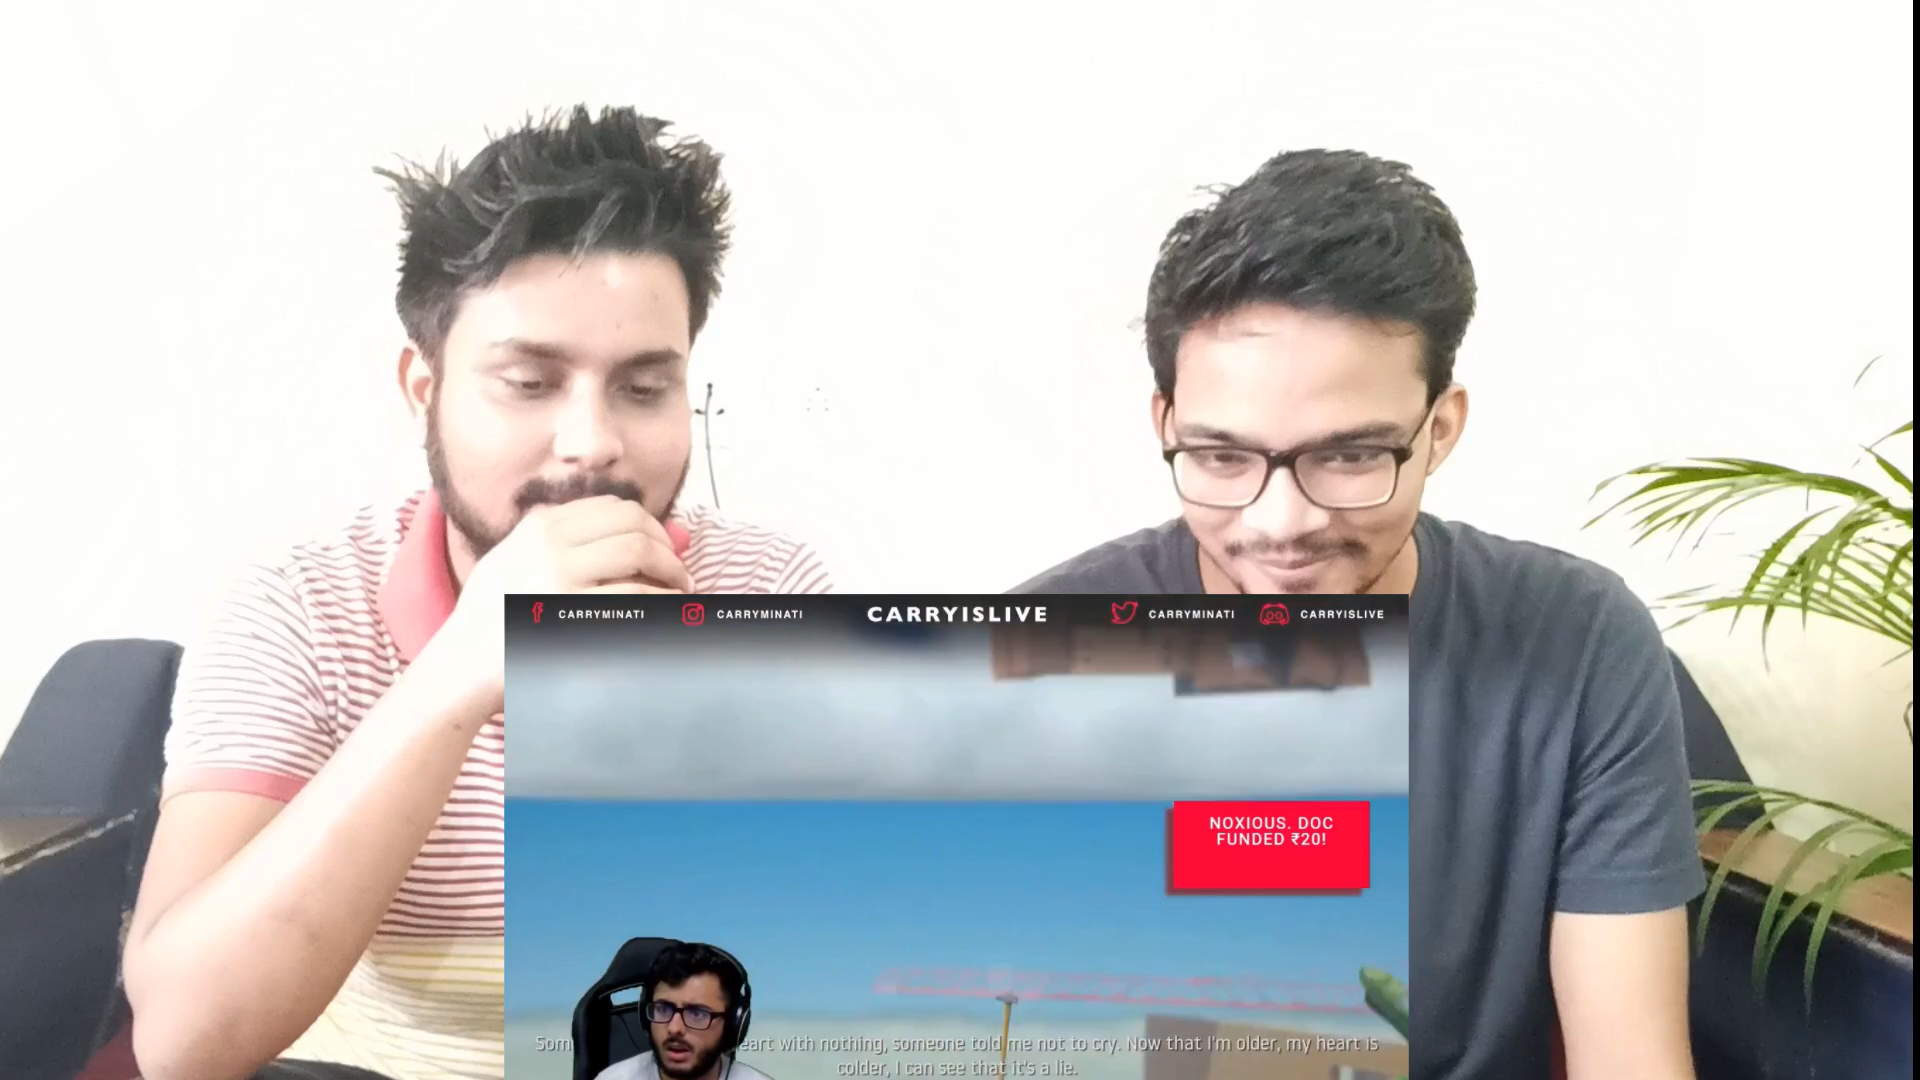 CARRYMINATI CARRYMINATI CARRYISLIVE CARRYMINATI CARRYISLIVE
NOXIOUS. DOC
FUNDED ₹20!
with nothing, someone told me not to cry. Now that I'm older, my heart is
colder, I can see that it's a lie.